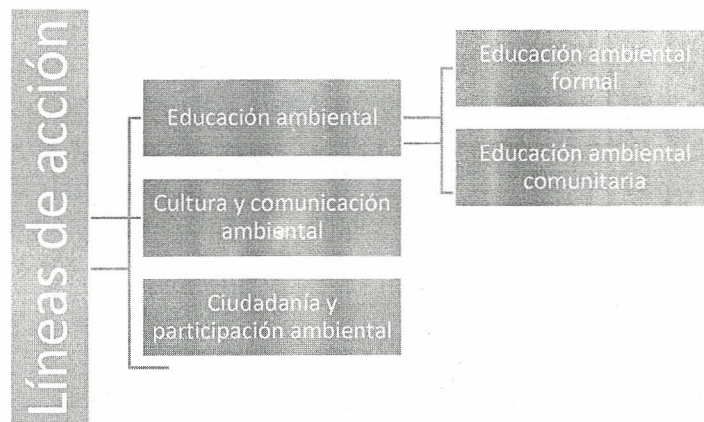 Líneas de acción
Educación ambiental
Educación ambiental
formal
Educación ambiental
comunitaria
Cultura y comunicación
ambiental
Ciudadanía y
participación ambiental